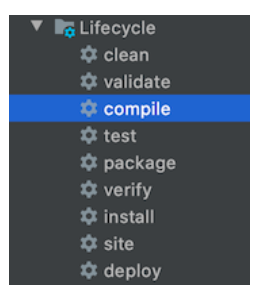 Lifecycle
clean
validate
compile
test
package
verify
install
site
deploy